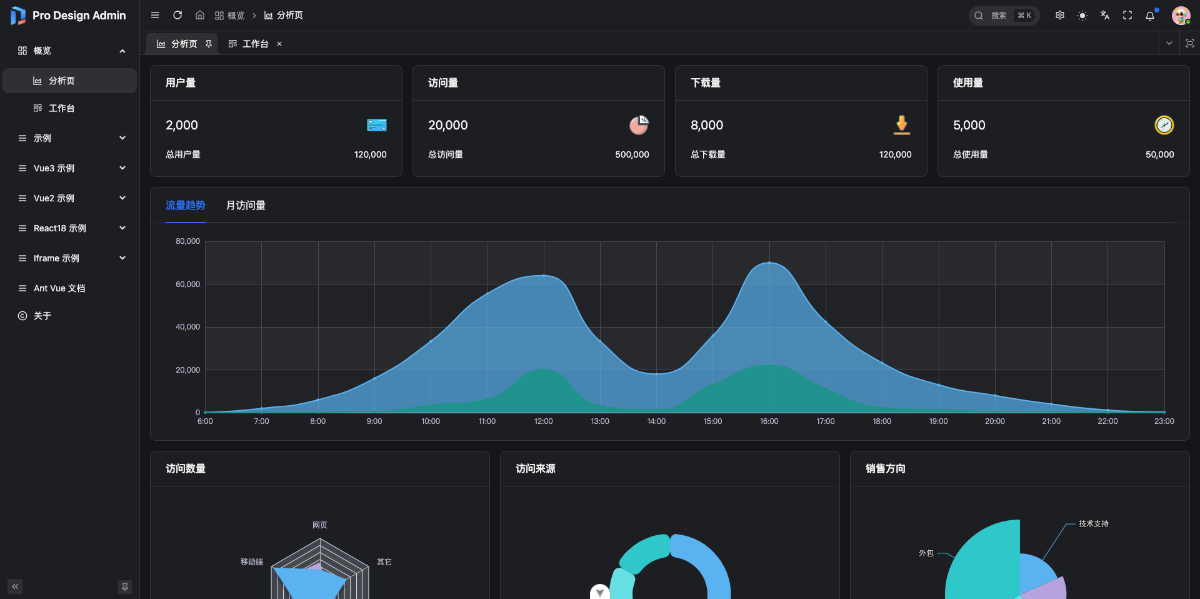 Pro Design Admin
概览
分析页
搜索
⌘ K
概览
分析页
工作台
示例
Vue3 示例
Vue2 示例
React18 示例
Iframe 示例
Ant Vue 文档
关于
分析页
工作台
用户量
2,000
总用户量
120,000
访问量
20,000
总访问量
500,000
下载量
8,000
总下载量
120,000
使用量
5,000
总使用量
50,000
流量趋势
月访问量
80,000
60,000
40,000
20,000
0
6:00
7:00
8:00
9:00
10:00
11:00
12:00
13:00
14:00
15:00
16:00
17:00
18:00
19:00
20:00
21:00
22:00
23:00
访问数量
网页
移动端
其它
访问来源
销售方向
技术支持
外包